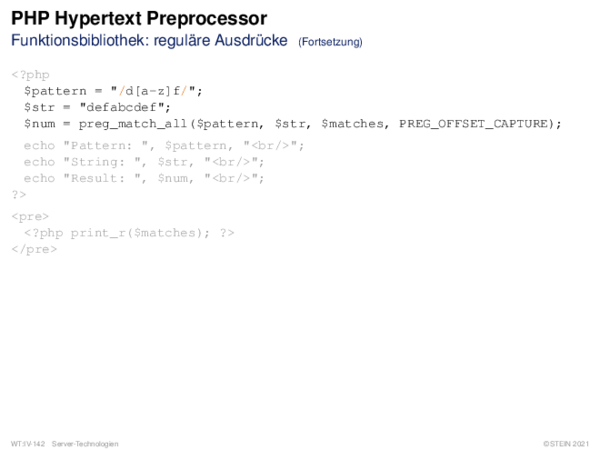 PHP Hypertext Preprocessor
Funktionsbibliothek: reguläre Ausdrücke (Fortsetzung)
<?php
$pattern = "/d[a-z]f/";
$str = "defabcdef";
$num = preg_match_all($pattern, $str, $matches, PREG_OFFSET_CAPTURE);
echo "Pattern: ", $pattern, "<br/>";
echo "String: ", $str, "<br/>";
echo "Result: ", $num, "<br/>";
?>
<pre>
<?php print_r($matches); ?>
</pre>
WT:IV-142 Server-Technologien ©STEIN 2021